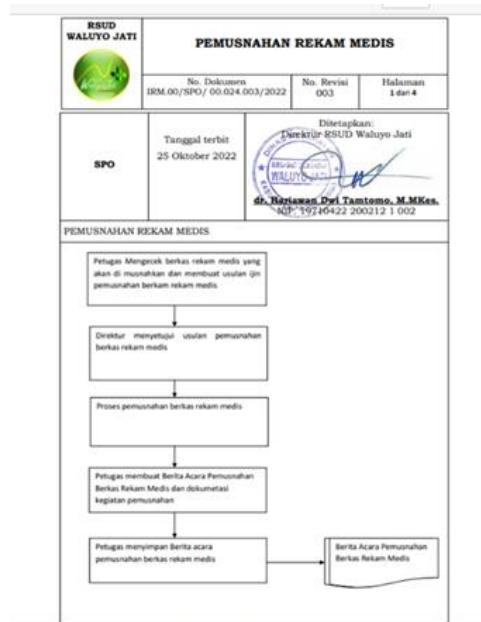 RSUD
WALUYO JATI
PEMUSNAHAN REKAM MEDIS
No. Dokumen
IRM.00/SPO/ 00.024.003/2022
No. Revisi
003
Halaman
1 dari 4
SPO
Tanggal terbit
25 Oktober 2022
Ditetapkan:
Direktur RSUD Waluyo Jati
WALUYO JATI
dr. Hariawan Dwi Tamtomo, M.MKes.
NIP. 19710422 200212 1 002
PEMUSNAHAN REKAM MEDIS
Petugas Mengecek berkas rekam medis yang
akan di musnahkan dan membuat usulan ijin
pemusnahan berkam rekam medis
Direktur menyetujui usulan pemusnahan
berkas rekam medis
Proses pemusnahan berkas rekam medis
Petugas membuat Berita Acara Pemusnahan
Berkas Rekam Medis dan dokumetasi
kegiatan pemusnahan
Petugas menyimpan Berita acara
pemusnahan berkas rekam medis
Berita Acara Pemusnahan
Berkas Rekam Medis